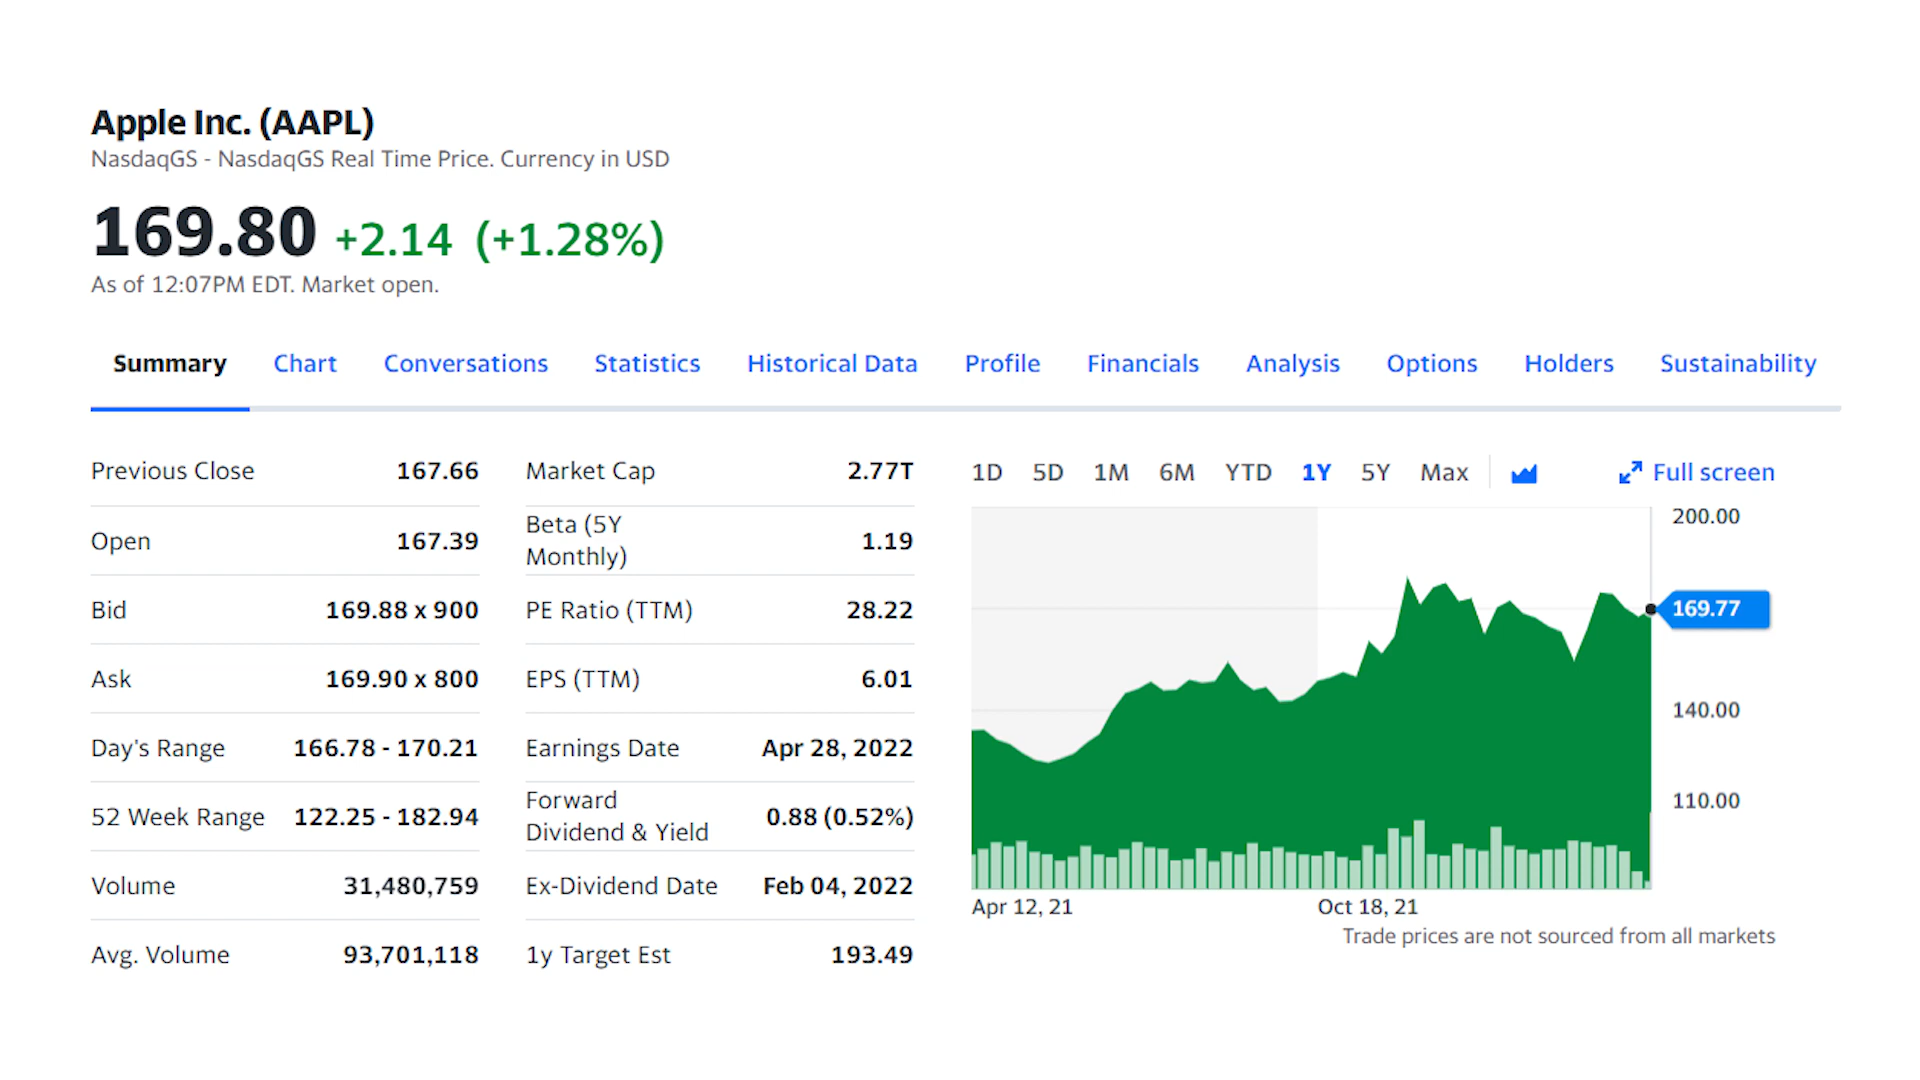 Apple Inc. (AAPL)
NasdaqGS - NasdaqGS Real Time Price. Currency in USD
169.80 +2.14 (+1.28%)
As of 12:07PM EDT. Market open.
Summary Chart Conversations Statistics Historical Data Profile Financials Analysis Options Holders Sustainability
Previous Close 167.66
Open 167.39
Bid 169.88 x 900
Ask 169.90 x 800
Day's Range 166.78 - 170.21
52 Week Range 122.25 - 182.94
Volume 31,480,759
Avg. Volume 93,701,118
Market Cap 2.77T
Beta (5Y
Monthly) 1.19
PE Ratio (TTM) 28.22
EPS (TTM) 6.01
Earnings Date Apr 28, 2022
Forward
Dividend & Yield 0.88 (0.52%)
Ex-Dividend Date Feb 04, 2022
1y Target Est 193.49
1D 5D 1M 6M YTD 1Y 5Y Max Full screen
200.00
169.77
140.00
110.00
Apr 12, 21 Oct 18, 21
Trade prices are not sourced from all markets